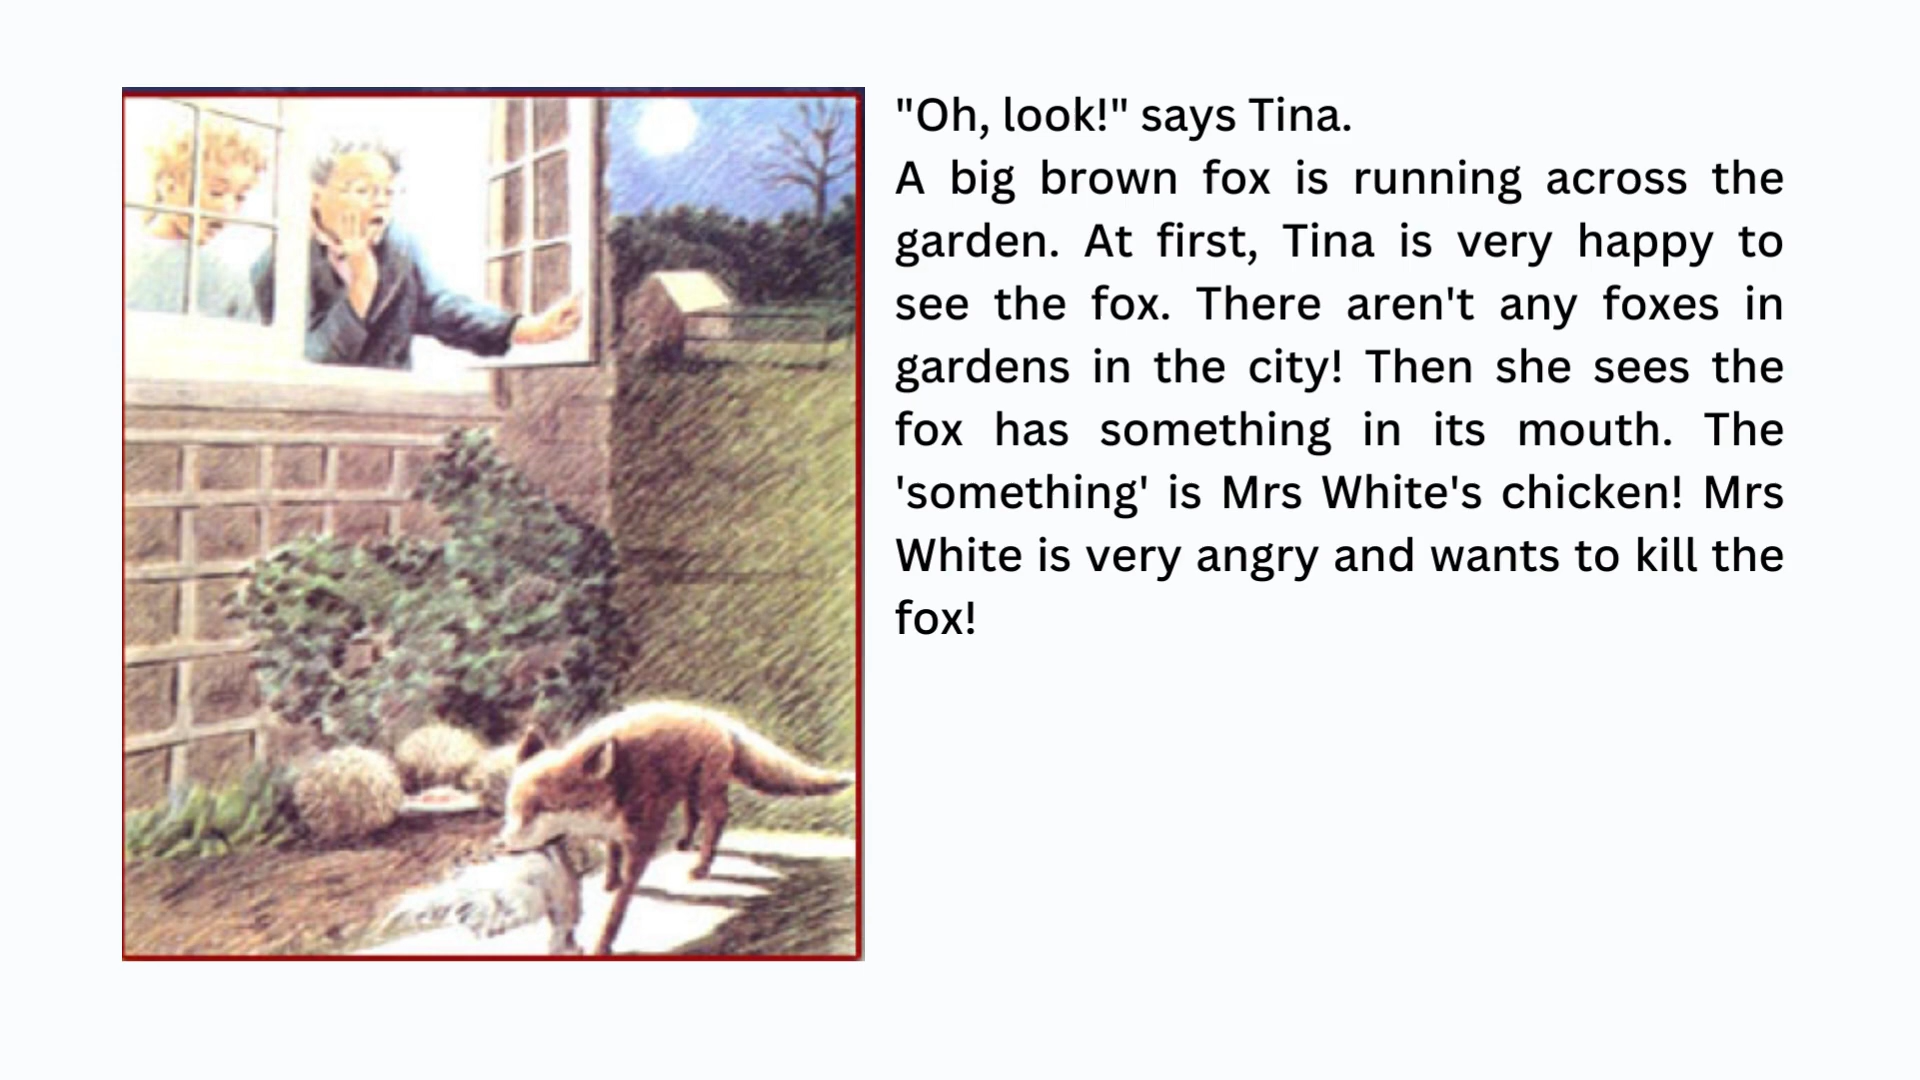 "Oh, look!" says Tina.
A big brown fox is running across the
garden. At first, Tina is very happy to
see the fox. There aren't any foxes in
gardens in the city! Then she sees the
fox has something in its mouth. The
'something' is Mrs White's chicken! Mrs
White is very angry and wants to kill the
fox!